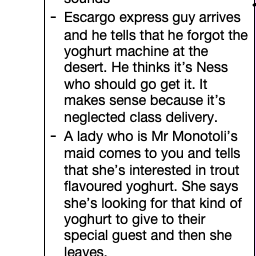 sounds
- Escargo express guy arrives
and he tells that he forgot the
yoghurt machine at the
desert. He thinks it's Ness
who should go get it. It
makes sense because it's
neglected class delivery.
- A lady who is Mr Monotoli's
maid comes to you and tells
that she's interested in trout
flavoured yoghurt. She says
she's looking for that kind of
yoghurt to give to their
special guest and then she
leaves.